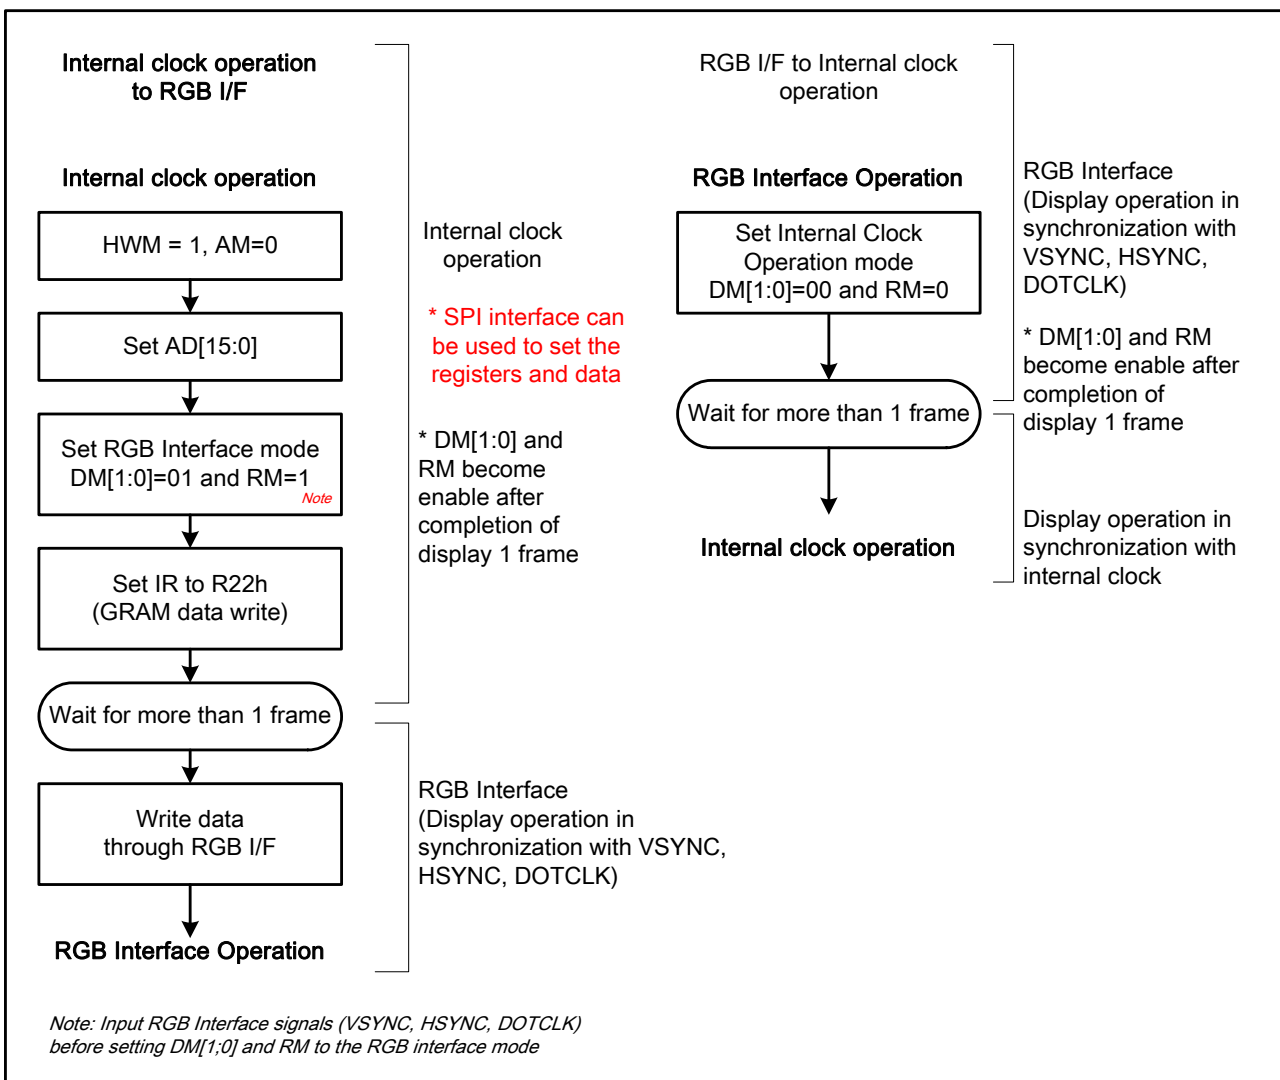 Internal clock operation
to RGB I/F
Internal clock operation
HWM = 1, AM=0
Set AD[15:0]
Set RGB Interface mode
DM[1:0]=01 and RM=1
Note
Set IR to R22h
(GRAM data write)
Wait for more than 1 frame
Write data
through RGB I/F
RGB Interface Operation
Internal clock
operation
* SPI interface can
be used to set the
registers and data
* DM[1:0] and
RM become
enable after
completion of
display 1 frame
RGB Interface
(Display operation in
synchronization with VSYNC,
HSYNC, DOTCLK)
RGB I/F to Internal clock
operation
RGB Interface Operation
Set Internal Clock
Operation mode
DM[1:0]=00 and RM=0
Wait for more than 1 frame
Internal clock operation
RGB Interface
(Display operation in
synchronization with
VSYNC, HSYNC,
DOTCLK)
* DM[1:0] and RM
become enable after
completion of
display 1 frame
Display operation in
synchronization with
internal clock
Note: Input RGB Interface signals (VSYNC, HSYNC, DOTCLK)
before setting DM[1;0] and RM to the RGB interface mode